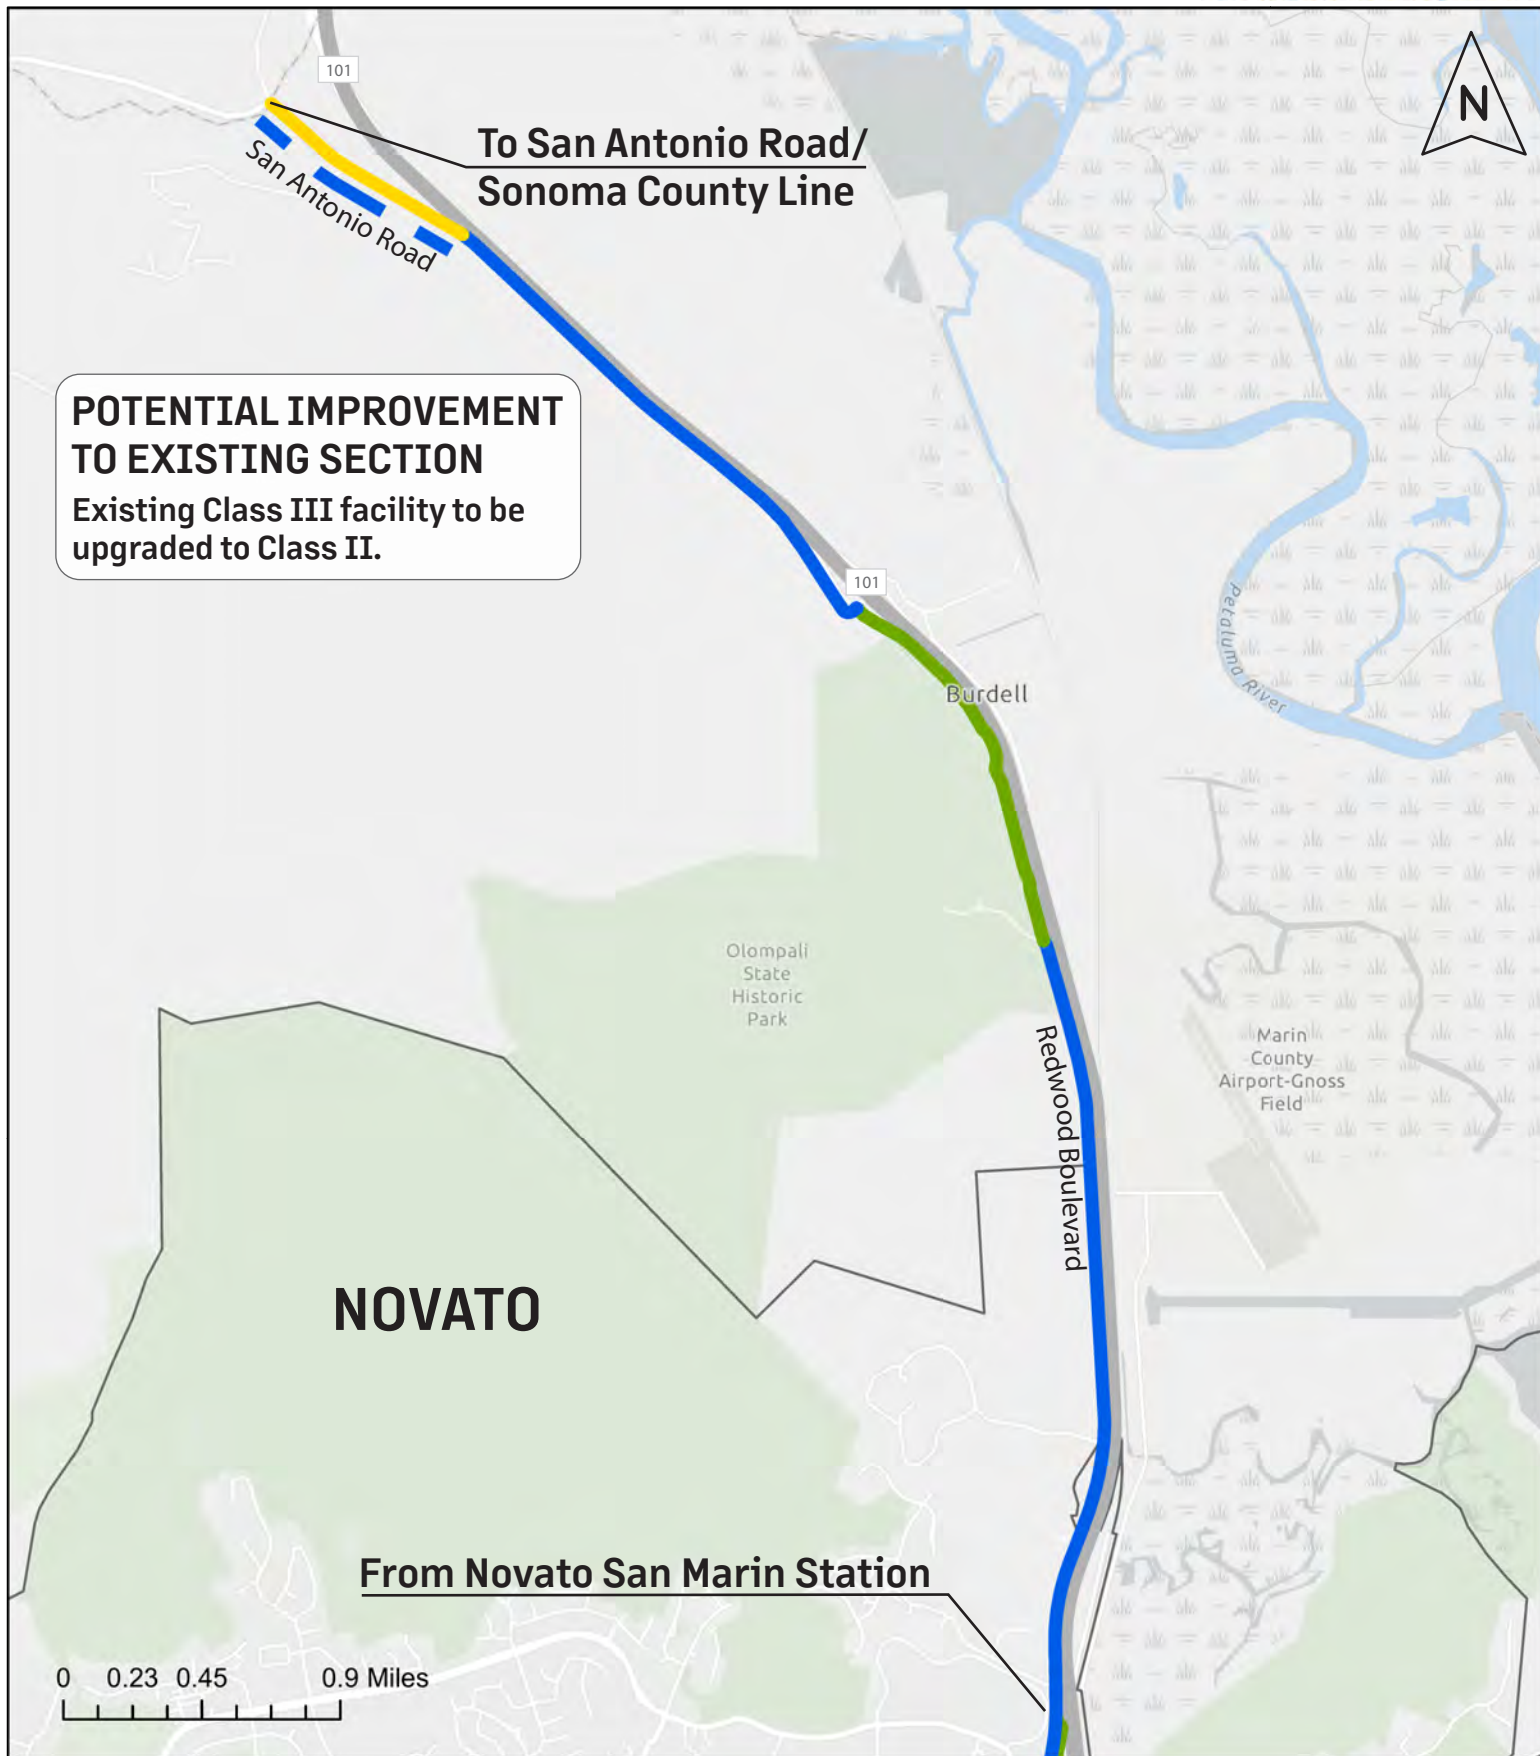 101
N
To San Antonio Road/
Sonoma County Line
San Antonio Road
POTENTIAL IMPROVEMENT
TO EXISTING SECTION
Existing Class III facility to be
upgraded to Class II.
101
Petaluma River
Burdell
Olompali
State
Historic
Park
Redwood Boulevard
Marin
County
Airport-Gnoss
Field
NOVATO
From Novato San Marin Station
0 0.23 0.45 0.9 Miles